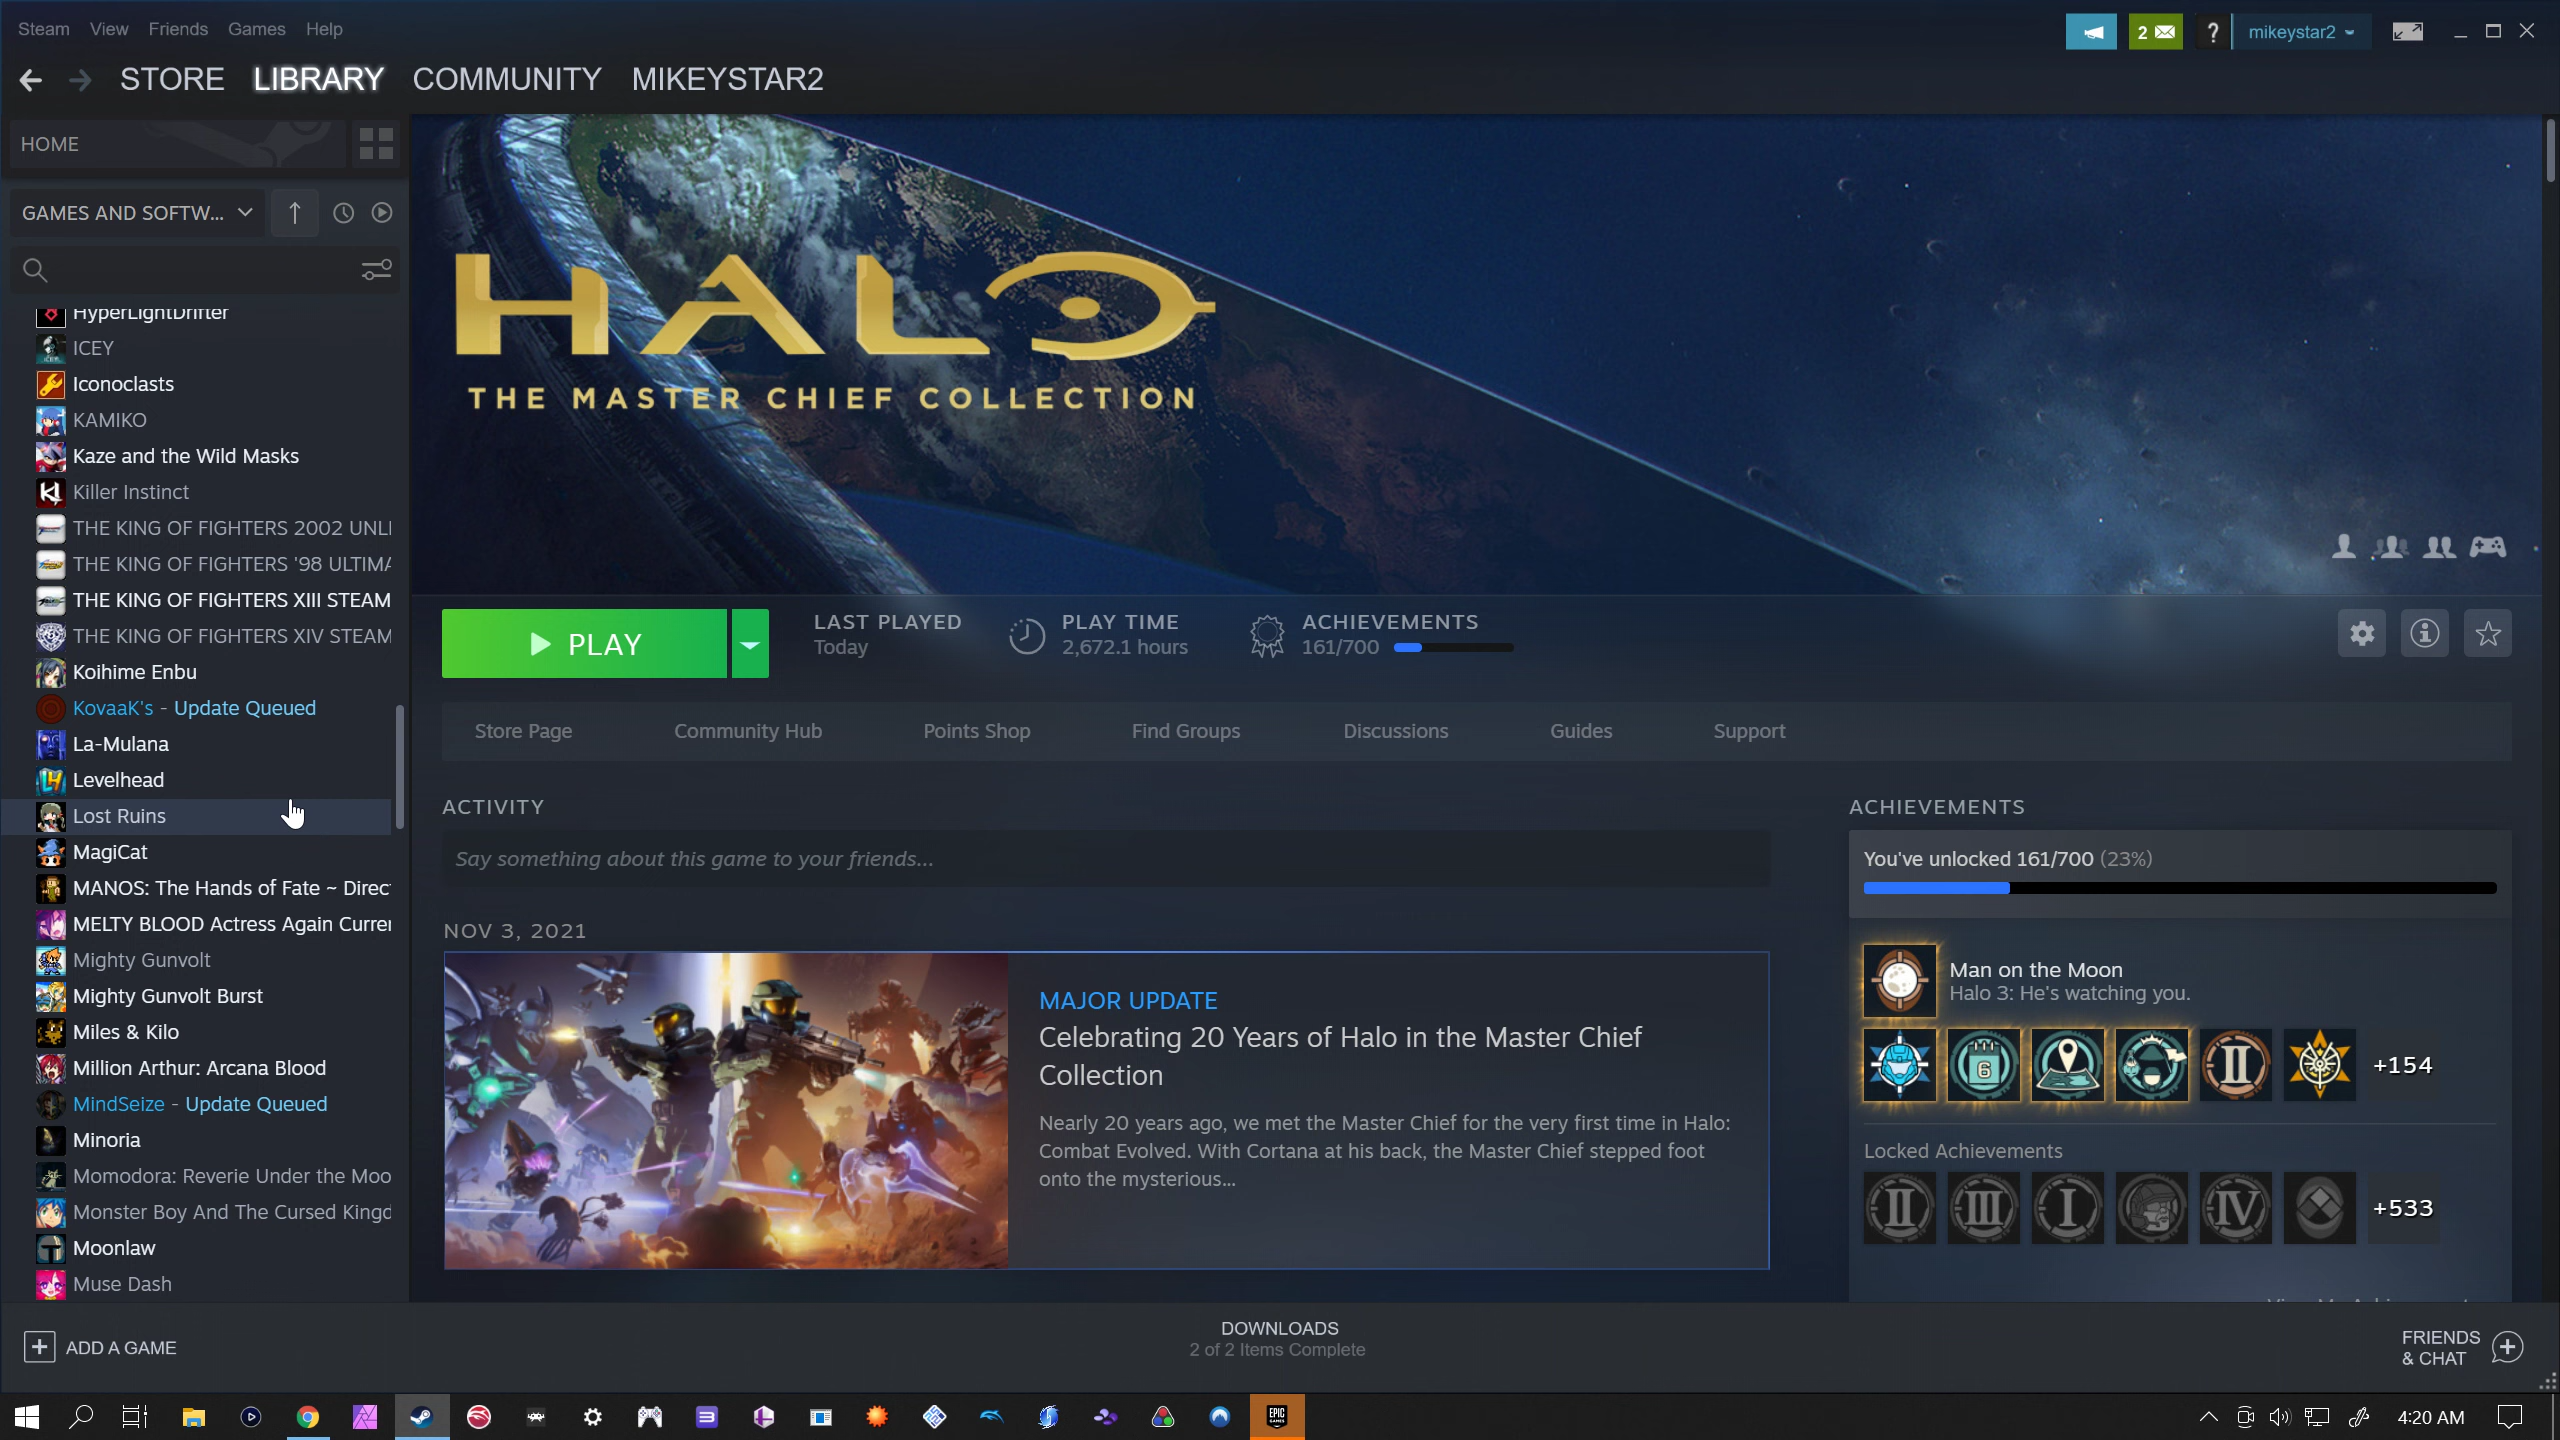 Steam View Friends Games Help
2 ? mikeystar2
STORE LIBRARY COMMUNITY MIKEYSTAR2
HOME
GAMES AND SOFTW...
HyperLightDrifter
ICEY
Iconoclasts
KAMIKO
Kaze and the Wild Masks
Killer Instinct
THE KING OF FIGHTERS 2002 UNLI
THE KING OF FIGHTERS '98 ULTIMA
THE KING OF FIGHTERS XIII STEAM
THE KING OF FIGHTERS XIV STEAM
Koihime Enbu
KovaaK's - Update Queued
La-Mulana
Levelhead
Lost Ruins
MagiCat
MANOS: The Hands of Fate ~ Direc
MELTY BLOOD Actress Again Curre
Mighty Gunvolt
Mighty Gunvolt Burst
Miles & Kilo
Million Arthur: Arcana Blood
MindSeize - Update Queued
Minoria
Momodora: Reverie Under the Moo
Monster Boy And The Cursed Kingd
Moonlaw
Muse Dash
ADD A GAME
HALO
THE MASTER CHIEF COLLECTION
PLAY
LAST PLAYED
Today
PLAY TIME
2,672.1 hours
ACHIEVEMENTS
161/700
Store Page Community Hub Points Shop Find Groups Discussions Guides Support
ACTIVITY
Say something about this game to your friends...
NOV 3, 2021
MAJOR UPDATE
Celebrating 20 Years of Halo in the Master Chief
Collection
Nearly 20 years ago, we met the Master Chief for the very first time in Halo:
Combat Evolved. With Cortana at his back, the Master Chief stepped foot
onto the mysterious...
ACHIEVEMENTS
You've unlocked 161/700 (23%)
Man on the Moon
Halo 3: He's watching you.
6 II +154
Locked Achievements
II III I IV +533
DOWNLOADS
2 of 2 Items Complete
FRIENDS
& CHAT
EPIC
GAMES
4:20 AM